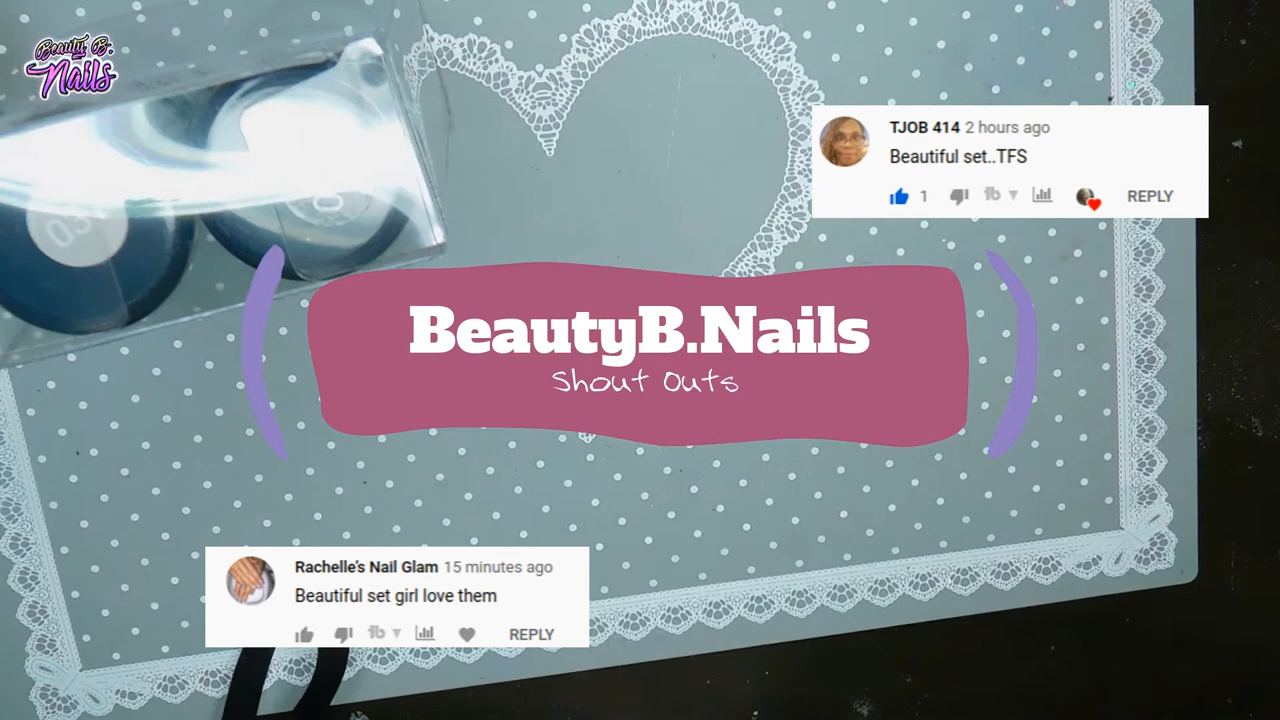 Beauty B.
Nails
TJOB 414 2 hours ago
Beautiful set..TFS
1
REPLY
BeautyB.Nails
Shout Outs
Rachelle's Nail Glam 15 minutes ago
Beautiful set girl love them
REPLY